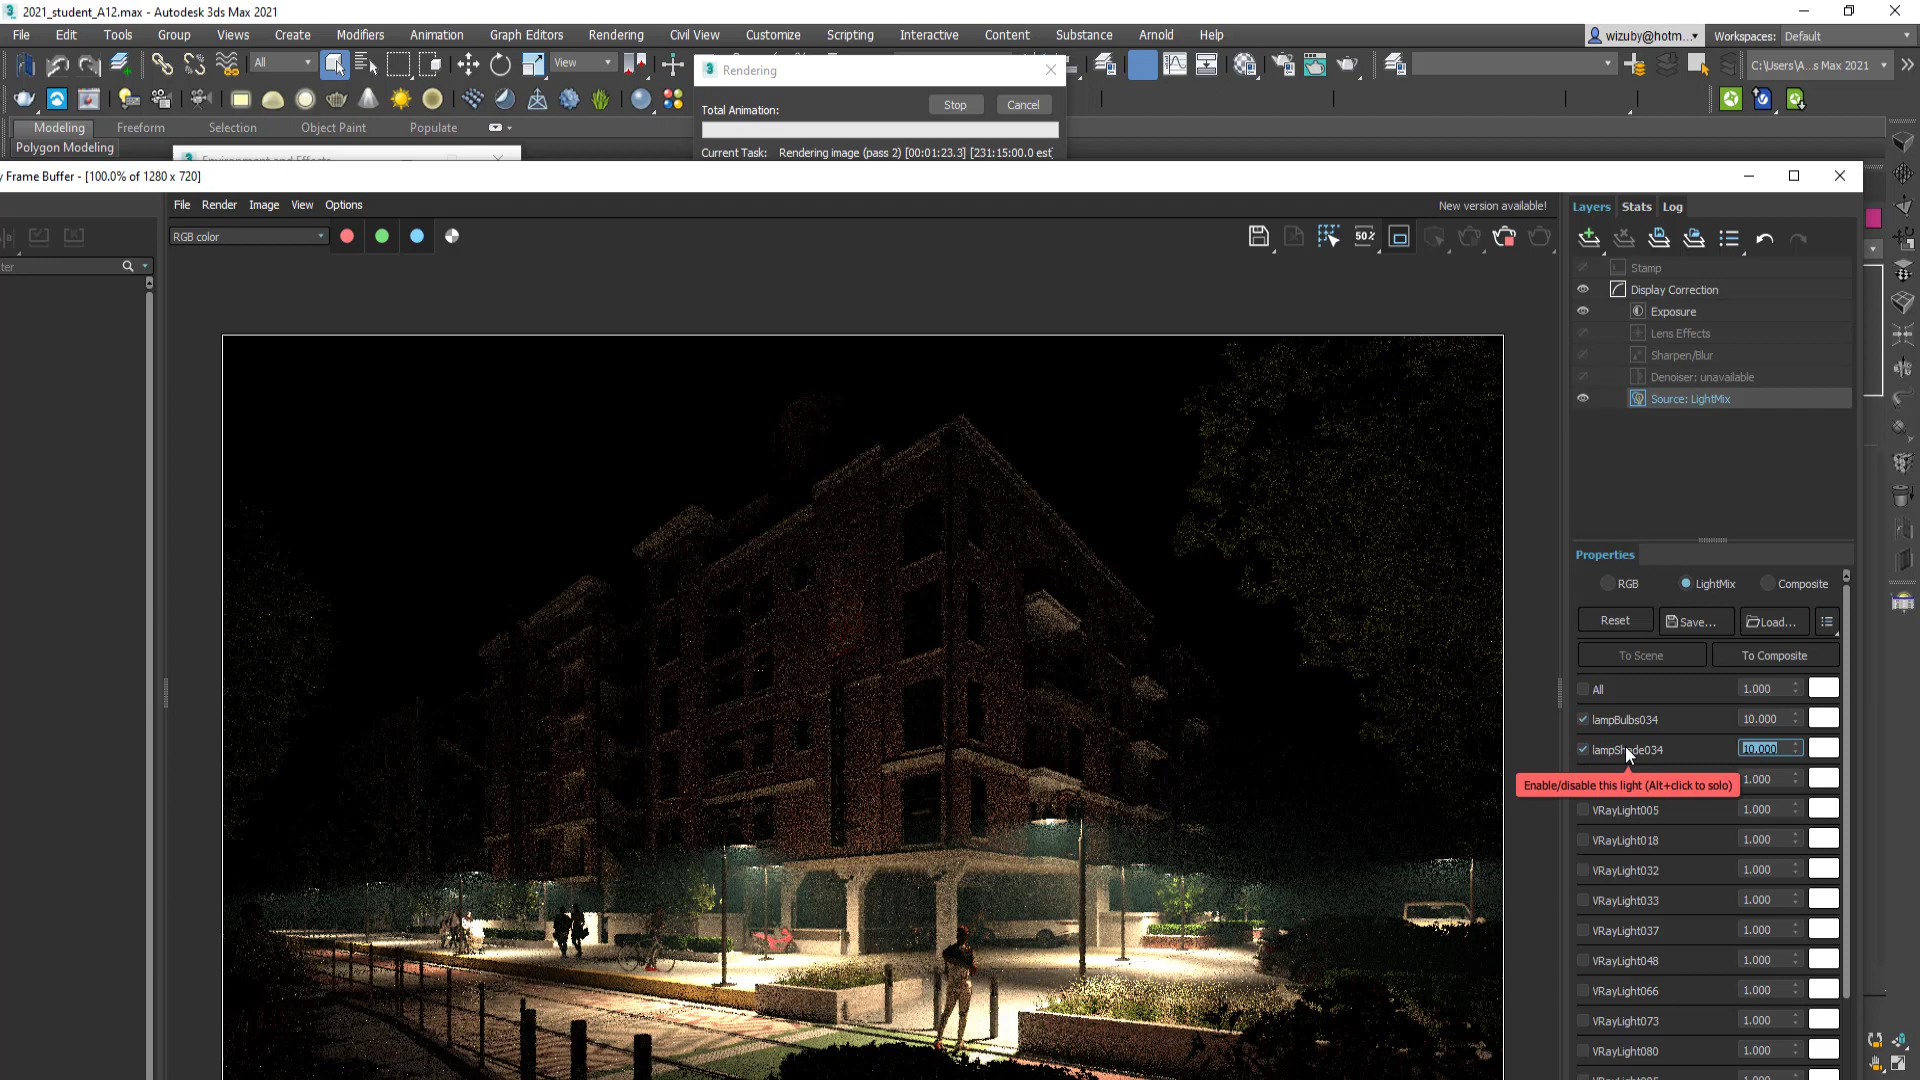 2021_student_A12.max - Autodesk 3ds Max 2021
File Edit Tools Group Views Create Modifiers Animation Graph Editors Rendering Civil View Customize Scripting Interactive Content Substance Arnold Help
wizuby@hotm... Workspaces: Default
All View C:\Users\A...s Max 2021
Rendering
Total Animation:
Stop Cancel
Current Task: Rendering image (pass 2) [00:01:23.3] [231:15:00.0 est
Modeling Freeform Selection Object Paint Populate
Polygon Modeling
Environment and Effects
Frame Buffer - [100.0% of 1280 x 720]
File Render Image View Options
New version available!
Layers Stats Log
RGB color
50%
Stamp
Display Correction
Exposure
Lens Effects
Sharpen/Blur
Denoiser: unavailable
Source: LightMix
Properties
RGB LightMix Composite
Reset Save... Load...
To Scene To Composite
All 1.000
lampBulbs034 10.000
lampShade034 10.000
1.000
Enable/disable this light (Alt+click to solo)
VRayLight005 1.000
VRayLight018 1.000
VRayLight032 1.000
VRayLight033 1.000
VRayLight037 1.000
VRayLight048 1.000
VRayLight066 1.000
VRayLight073 1.000
VRayLight080 1.000